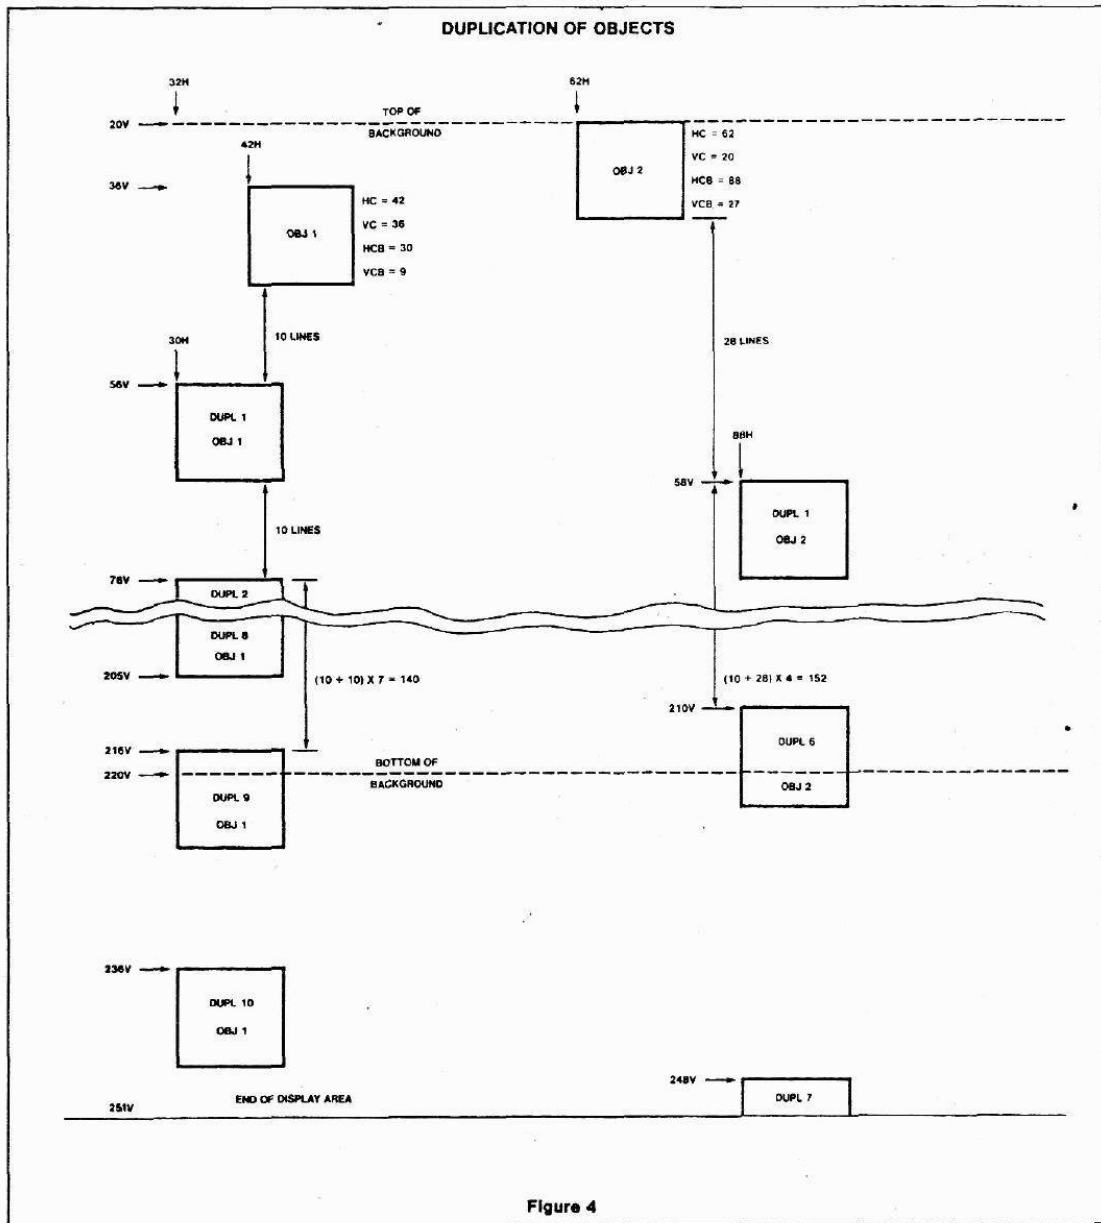 DUPLICATION OF OBJECTS
32H
62H
20V
TOP OF
BACKGROUND
42H
HC = 62
VC = 20
HCB = 88
VCB = 27
OBJ 2
36V
HC = 42
VC = 36
HCB = 30
VCB = 9
OBJ 1
10 LINES
28 LINES
30H
56V
DUPL 1
OBJ 1
88H
58V
DUPL 1
OBJ 2
10 LINES
76V
DUPL 2
DUPL 8
OBJ 1
205V
(10 + 10) X 7 = 140
(10 + 28) X 4 = 152
210V
DUPL 6
OBJ 2
216V
220V
BOTTOM OF
BACKGROUND
DUPL 9
OBJ 1
236V
DUPL 10
OBJ 1
248V
DUPL 7
251V
END OF DISPLAY AREA
Figure 4